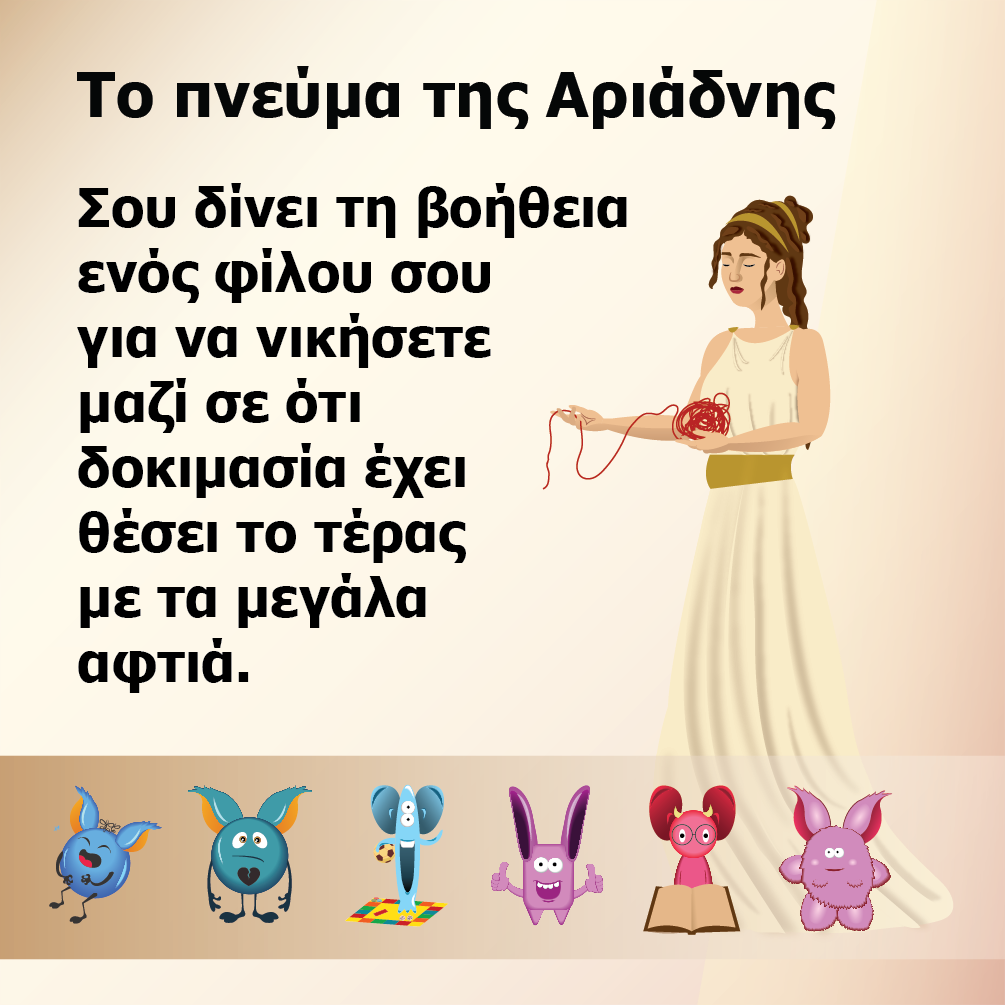 Το πνεύμα της Αριάδνης
Σου δίνει τη βοήθεια
ενός φίλου σου
για να νικήσετε
μαζί σε ότι
δοκιμασία έχει
θέσει το τέρας
με τα μεγάλα
αφτιά.